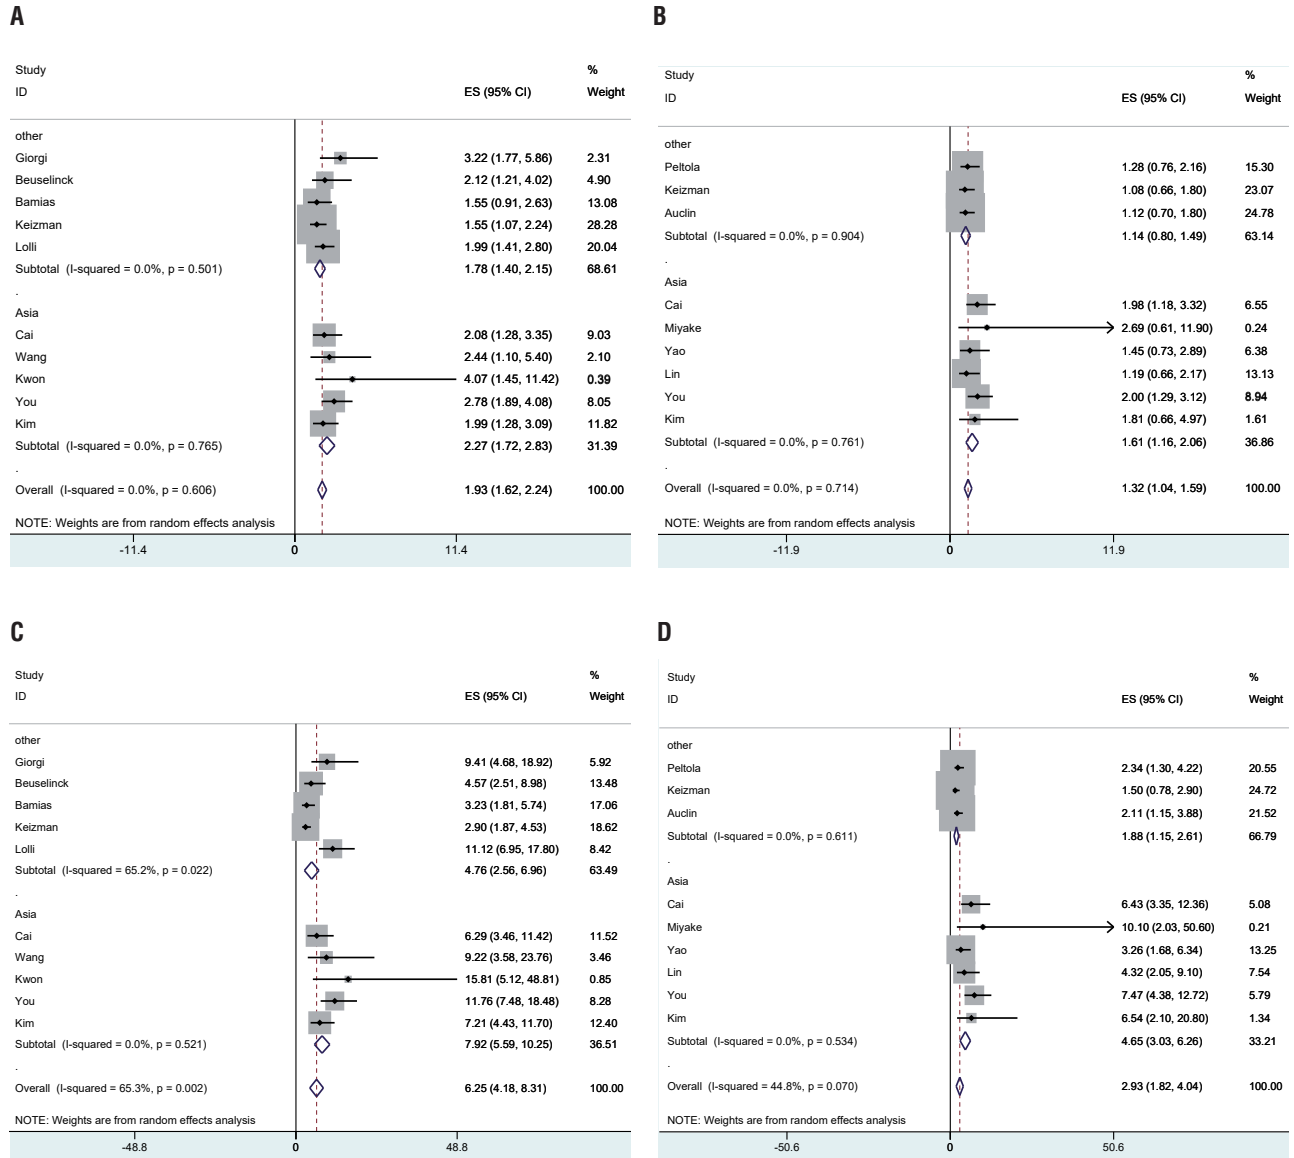 A
Study %
ID ES (95% CI) Weight
other
Giorgi 3.22 (1.77, 5.86) 2.31
Beuselinck 2.12 (1.21, 4.02) 4.90
Bamias 1.55 (0.91, 2.63) 13.08
Keizman 1.55 (1.07, 2.24) 28.28
Lolli 1.99 (1.41, 2.80) 20.04
Subtotal (I-squared = 0.0%, p = 0.501) 1.78 (1.40, 2.15) 68.61
.
Asia
Cai 2.08 (1.28, 3.35) 9.03
Wang 2.44 (1.10, 5.40) 2.10
Kwon 4.07 (1.45, 11.42) 0.39
You 2.78 (1.89, 4.08) 8.05
Kim 1.99 (1.28, 3.09) 11.82
Subtotal (I-squared = 0.0%, p = 0.765) 2.27 (1.72, 2.83) 31.39
.
Overall (I-squared = 0.0%, p = 0.606) 1.93 (1.62, 2.24) 100.00
NOTE: Weights are from random effects analysis
-11.4 0 11.4
B
Study %
ID ES (95% CI) Weight
other
Peltola 1.28 (0.76, 2.16) 15.30
Keizman 1.08 (0.66, 1.80) 23.07
Auclin 1.12 (0.70, 1.80) 24.78
Subtotal (I-squared = 0.0%, p = 0.904) 1.14 (0.80, 1.49) 63.14
.
Asia
Cai 1.98 (1.18, 3.32) 6.55
Miyake 2.69 (0.61, 11.90) 0.24
Yao 1.45 (0.73, 2.89) 6.38
Lin 1.19 (0.66, 2.17) 13.13
You 2.00 (1.29, 3.12) 8.94
Kim 1.81 (0.66, 4.97) 1.61
Subtotal (I-squared = 0.0%, p = 0.761) 1.61 (1.16, 2.06) 36.86
.
Overall (I-squared = 0.0%, p = 0.714) 1.32 (1.04, 1.59) 100.00
NOTE: Weights are from random effects analysis
-11.9 0 11.9
C
Study %
ID ES (95% CI) Weight
other
Giorgi 9.41 (4.68, 18.92) 5.92
Beuselinck 4.57 (2.51, 8.98) 13.48
Bamias 3.23 (1.81, 5.74) 17.06
Keizman 2.90 (1.87, 4.53) 18.62
Lolli 11.12 (6.95, 17.80) 8.42
Subtotal (I-squared = 65.2%, p = 0.022) 4.76 (2.56, 6.96) 63.49
.
Asia
Cai 6.29 (3.46, 11.42) 11.52
Wang 9.22 (3.58, 23.76) 3.46
Kwon 15.81 (5.12, 48.81) 0.85
You 11.76 (7.48, 18.48) 8.28
Kim 7.21 (4.43, 11.70) 12.40
Subtotal (I-squared = 0.0%, p = 0.521) 7.92 (5.59, 10.25) 36.51
.
Overall (I-squared = 65.3%, p = 0.002) 6.25 (4.18, 8.31) 100.00
NOTE: Weights are from random effects analysis
-48.8 0 48.8
D
Study %
ID ES (95% CI) Weight
other
Peltola 2.34 (1.30, 4.22) 20.55
Keizman 1.50 (0.78, 2.90) 24.72
Auclin 2.11 (1.15, 3.88) 21.52
Subtotal (I-squared = 0.0%, p = 0.611) 1.88 (1.15, 2.61) 66.79
.
Asia
Cai 6.43 (3.35, 12.36) 5.08
Miyake 10.10 (2.03, 50.60) 0.21
Yao 3.26 (1.68, 6.34) 13.25
Lin 4.32 (2.05, 9.10) 7.54
You 7.47 (4.38, 12.72) 5.79
Kim 6.54 (2.10, 20.80) 1.34
Subtotal (I-squared = 0.0%, p = 0.534) 4.65 (3.03, 6.26) 33.21
.
Overall (I-squared = 44.8%, p = 0.070) 2.93 (1.82, 4.04) 100.00
NOTE: Weights are from random effects analysis
-50.6 0 50.6